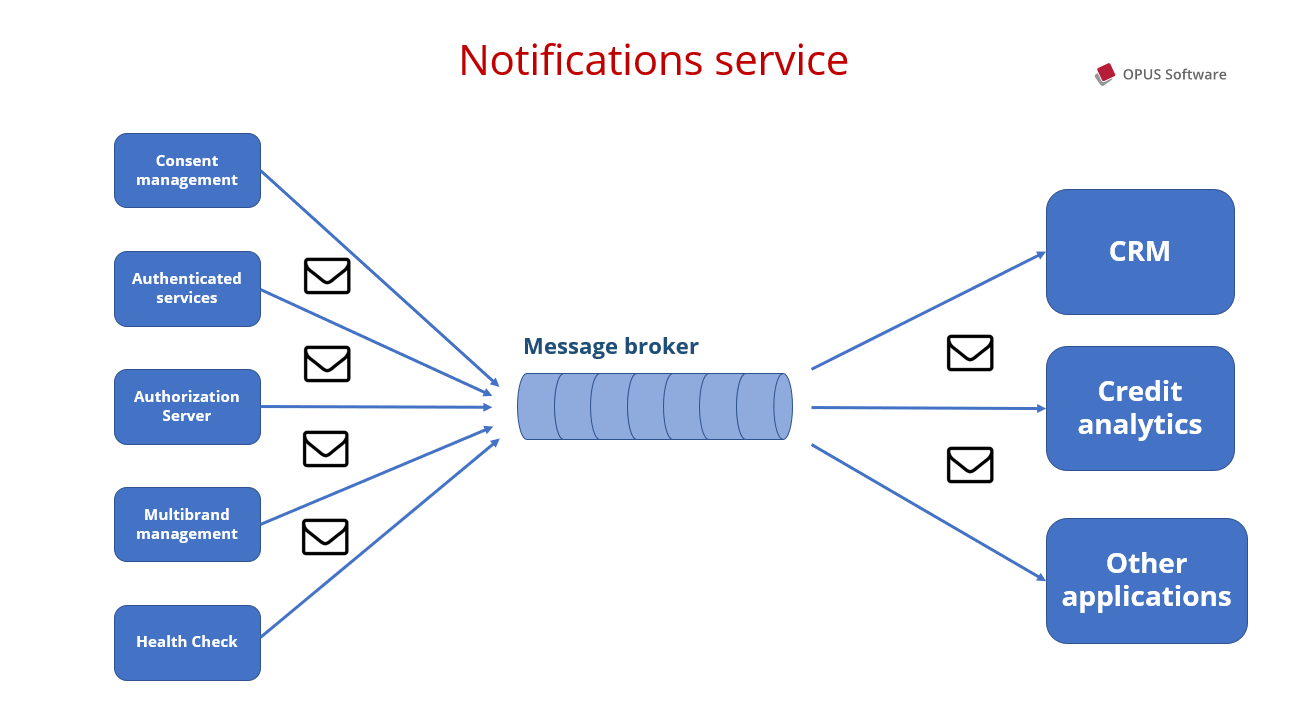 Notifications service
OPUS Software
Consent
management
Authenticated
services
Authorization
Server
Multibrand
management
Health Check
Message broker
CRM
Credit
analytics
Other
applications